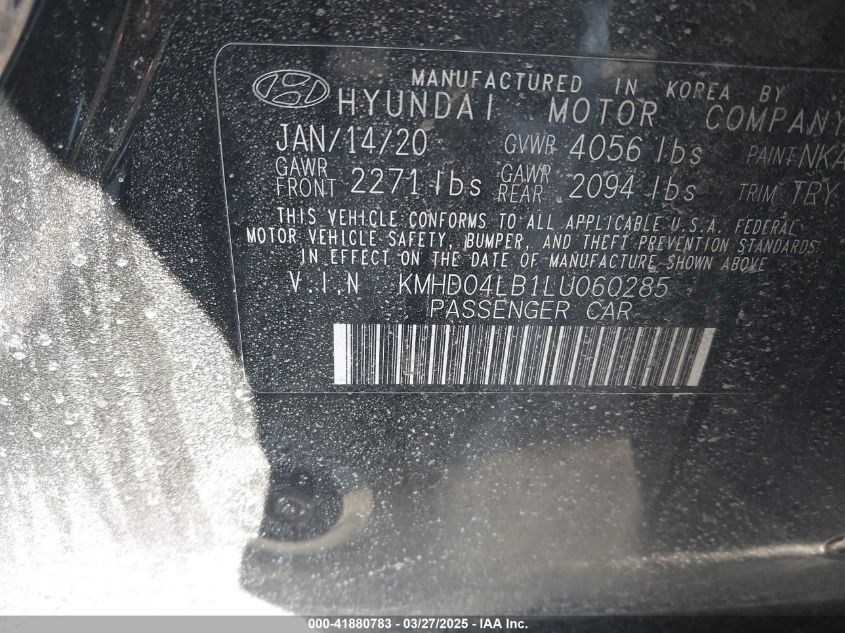 MANUFACTURED IN KOREA BY
HYUNDAI MOTOR COMPANY
JAN/14/20 GVWR 4056 lbs PAINT NKA
GAWR FRONT 2271 lbs GAWR REAR 2094 lbs TRIM TRY
THIS VEHICLE CONFORMS TO ALL APPLICABLE U.S.A. FEDERAL
MOTOR VEHICLE SAFETY, BUMPER, AND THEFT PREVENTION STANDARDS
IN EFFECT ON THE DATE OF MANUFACTURE SHOWN ABOVE
V.I.N KMHD04LB1LU060285
PASSENGER CAR
000-41880783 — 03/27/2025 — IAA Inc.